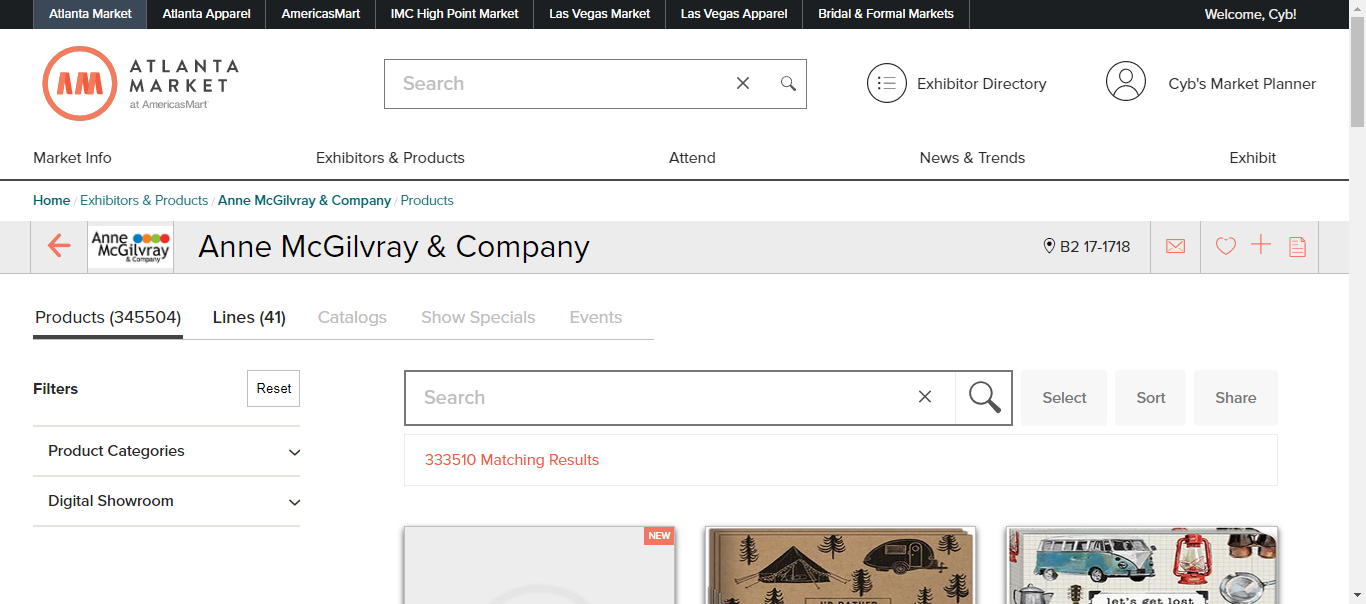 Atlanta Market Atlanta Apparel AmericasMart IMC High Point Market Las Vegas Market Las Vegas Apparel Bridal & Formal Markets Welcome, Cyb!
AM ATLANTA
MARKET
at AmericasMart
Search
Exhibitor Directory
Cyb's Market Planner
Market Info Exhibitors & Products Attend News & Trends Exhibit
Home / Exhibitors & Products / Anne McGilvray & Company / Products
Anne
McGilvray
& Company
Anne McGilvray & Company
B2 17-1718
Products (345504) Lines (41) Catalogs Show Specials Events
Filters
Reset
Search
Select Sort Share
Product Categories
333510 Matching Results
Digital Showroom
NEW
let's get lost